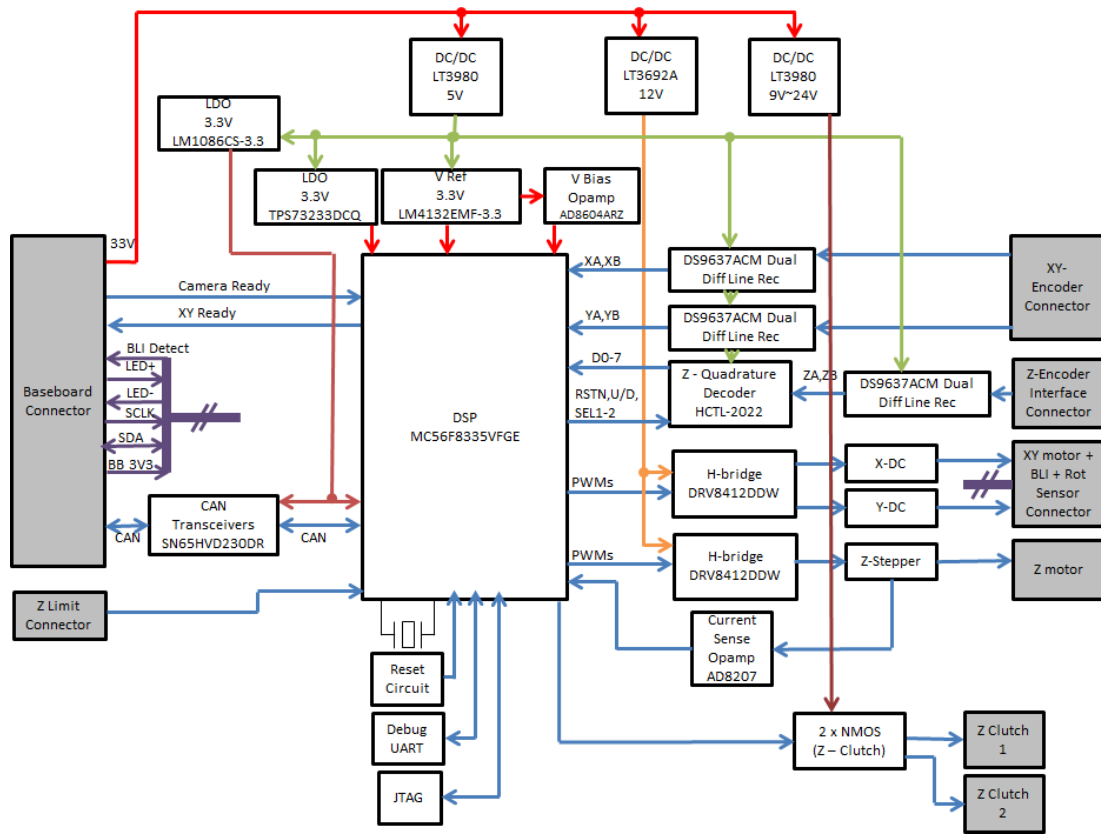 DC/DC
LT3980
5V
DC/DC
LT3692A
12V
DC/DC
LT3980
9V~24V
LDO
3.3V
LM1086CS-3.3
LDO
3.3V
TPS73233DCQ
V Ref
3.3V
LM4132EMF-3.3
V Bias
Opamp
AD8604ARZ
33V
Camera Ready
XY Ready
BLI Detect
LED+
LED-
SCLK
SDA
BB 3V3
Baseboard
Connector
CAN
CAN
Transceivers
SN65HVD230DR
CAN
Z Limit
Connector
DSP
MC56F8335VFGE
XA,XB
YA,YB
D0-7
RSTN,U/D,
SEL1-2
PWMs
PWMs
DS9637ACM Dual
Diff Line Rec
DS9637ACM Dual
Diff Line Rec
Z - Quadrature
Decoder
HCTL-2022
ZA,ZB
DS9637ACM Dual
Diff Line Rec
XY-
Encoder
Connector
Z-Encoder
Interface
Connector
H-bridge
DRV8412DDW
X-DC
Y-DC
XY motor +
BLI + Rot
Sensor
Connector
H-bridge
DRV8412DDW
Z-Stepper
Z motor
Current
Sense
Opamp
AD8207
Reset
Circuit
Debug
UART
JTAG
2 x NMOS
(Z – Clutch)
Z Clutch
1
Z Clutch
2